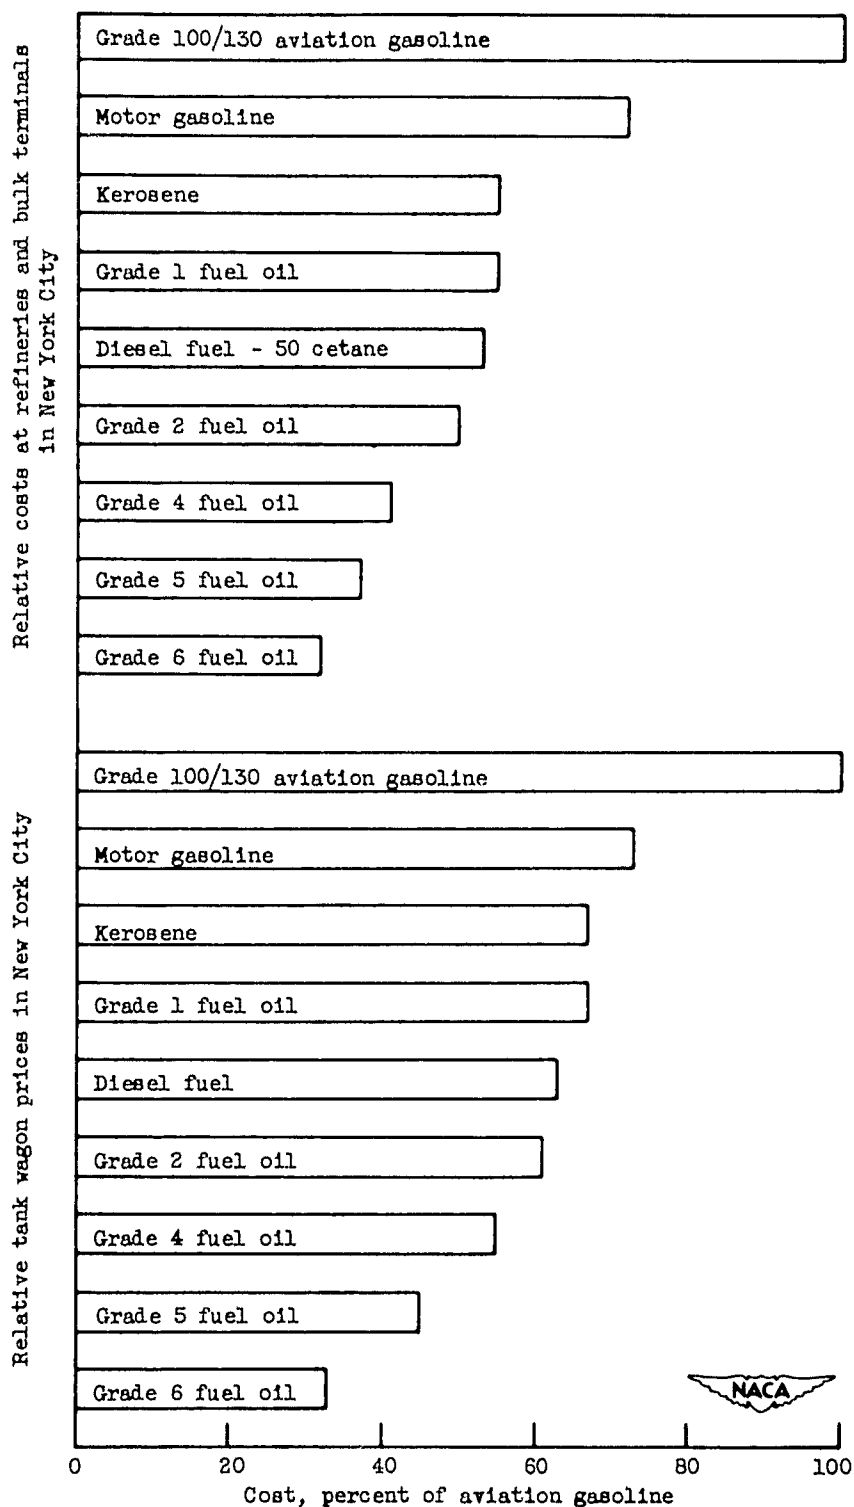 Relative costs at refineries and bulk terminals
in New York City
Grade 100/130 aviation gasoline
Motor gasoline
Kerosene
Grade 1 fuel oil
Diesel fuel - 50 cetane
Grade 2 fuel oil
Grade 4 fuel oil
Grade 5 fuel oil
Grade 6 fuel oil
Relative tank wagon prices in New York City
Grade 100/130 aviation gasoline
Motor gasoline
Kerosene
Grade 1 fuel oil
Diesel fuel
Grade 2 fuel oil
Grade 4 fuel oil
Grade 5 fuel oil
Grade 6 fuel oil
NACA
0 20 40 60 80 100
Cost, percent of aviation gasoline